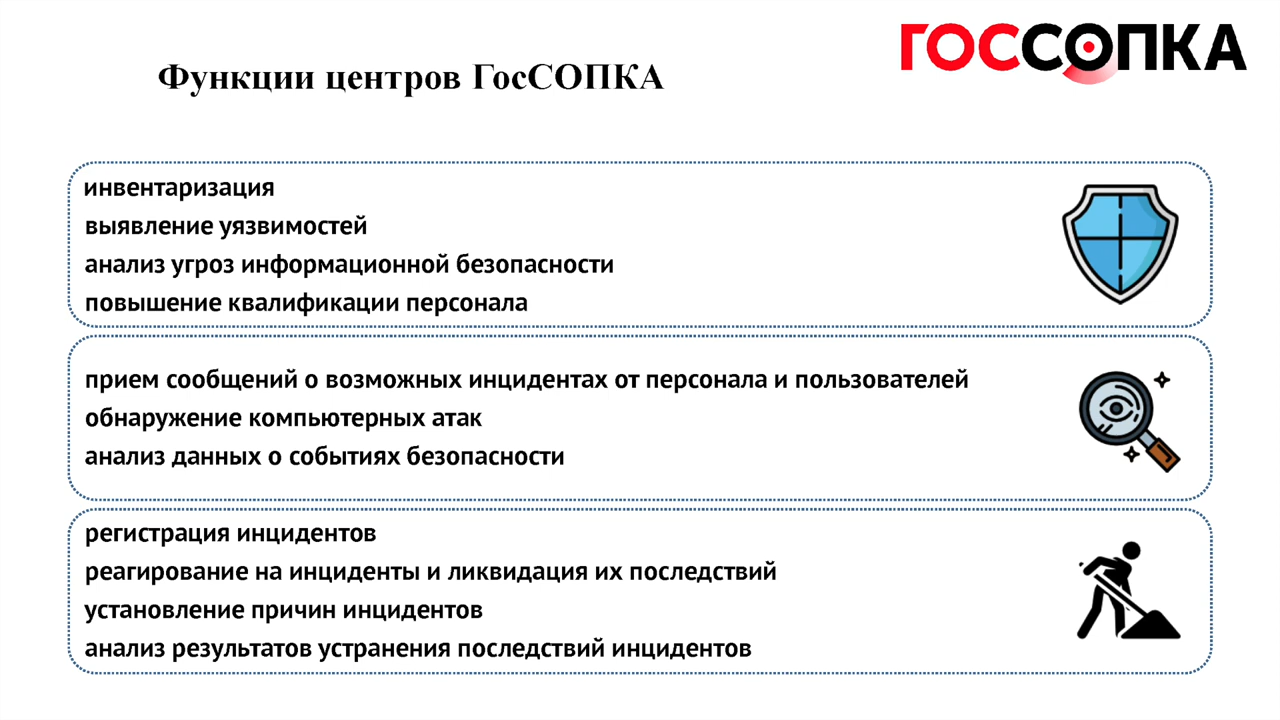 ГОССОПКА
Функции центров ГосСОПКА
инвентаризация
выявление уязвимостей
анализ угроз информационной безопасности
повышение квалификации персонала
прием сообщений о возможных инцидентах от персонала и пользователей
обнаружение компьютерных атак
анализ данных о событиях безопасности
регистрация инцидентов
реагирование на инциденты и ликвидация их последствий
установление причин инцидентов
анализ результатов устранения последствий инцидентов